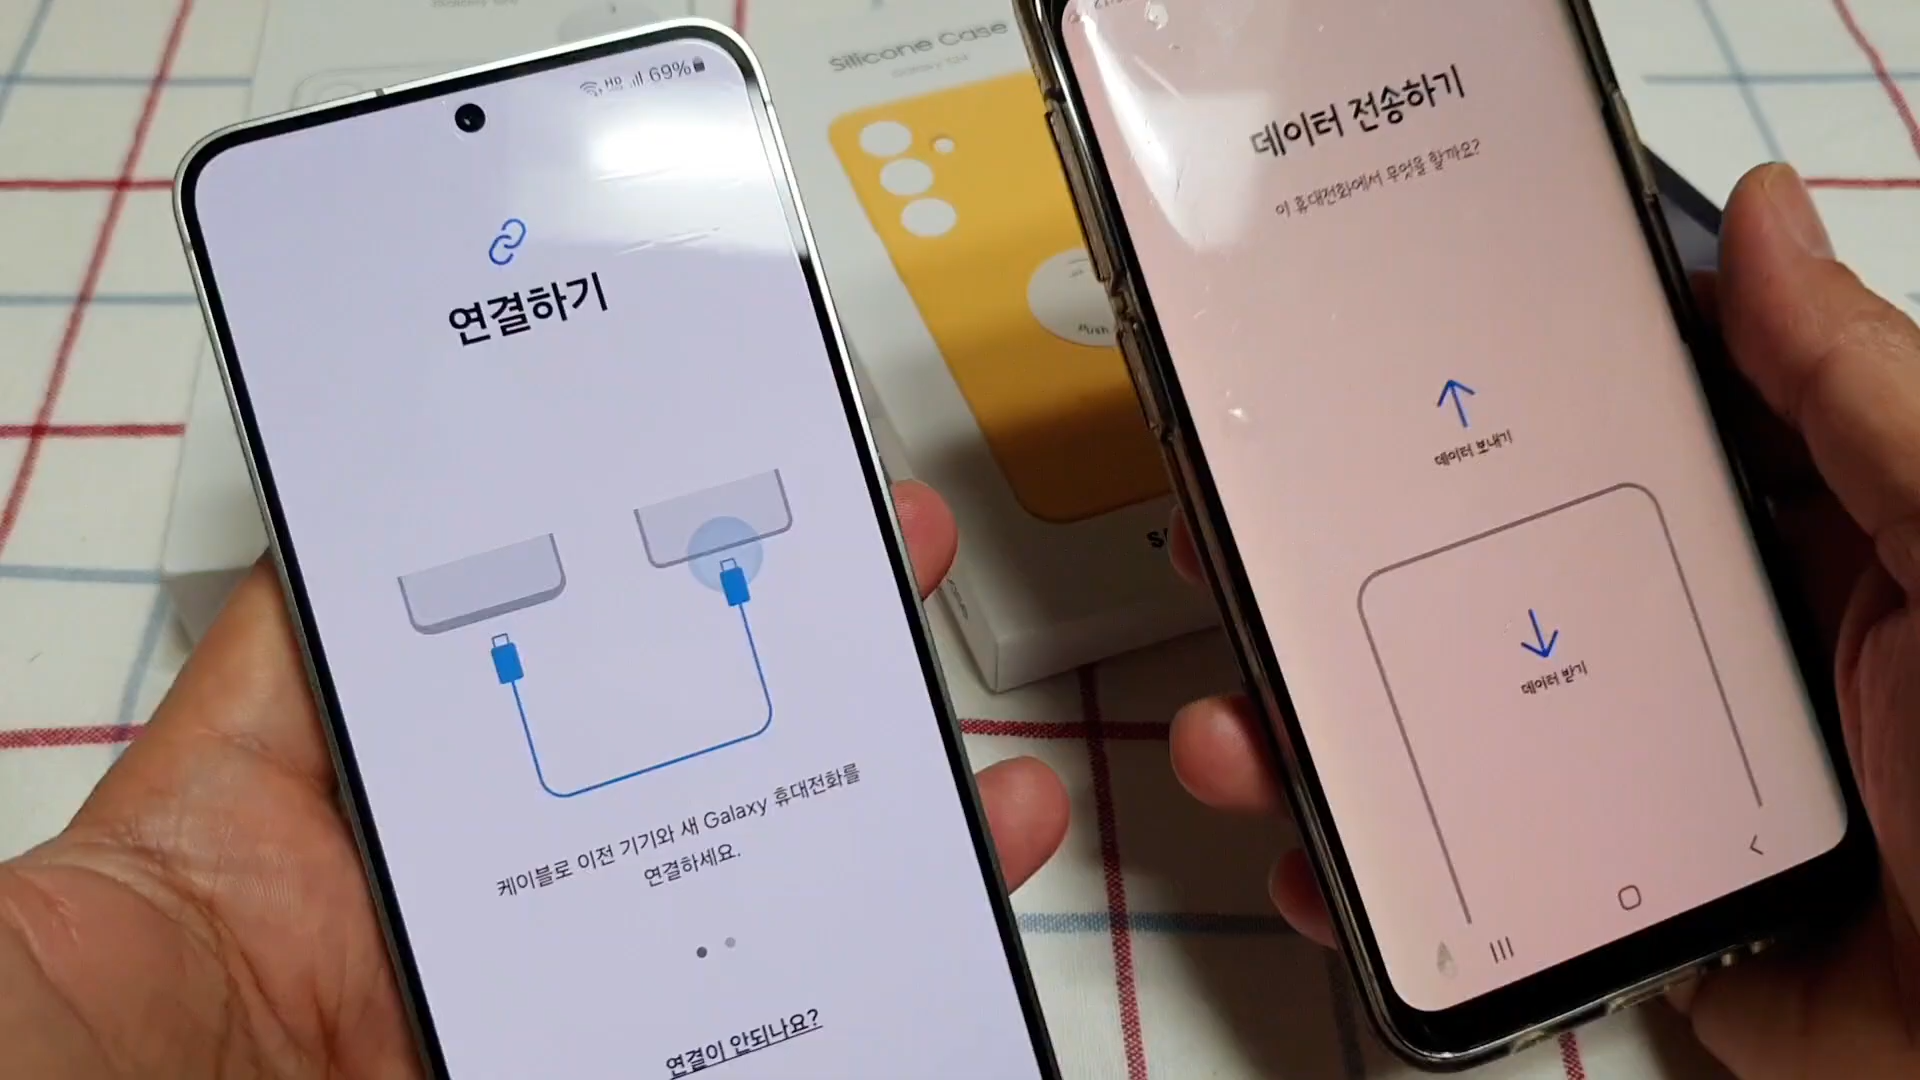 69%
연결하기
케이블로 이전 기기와 새 Galaxy 휴대전화를
연결하세요.
연결이 안되나요?
Silicone Case
데이터 전송하기
이 휴대전화에서 무엇을 할까요?
데이터 보내기
데이터 받기